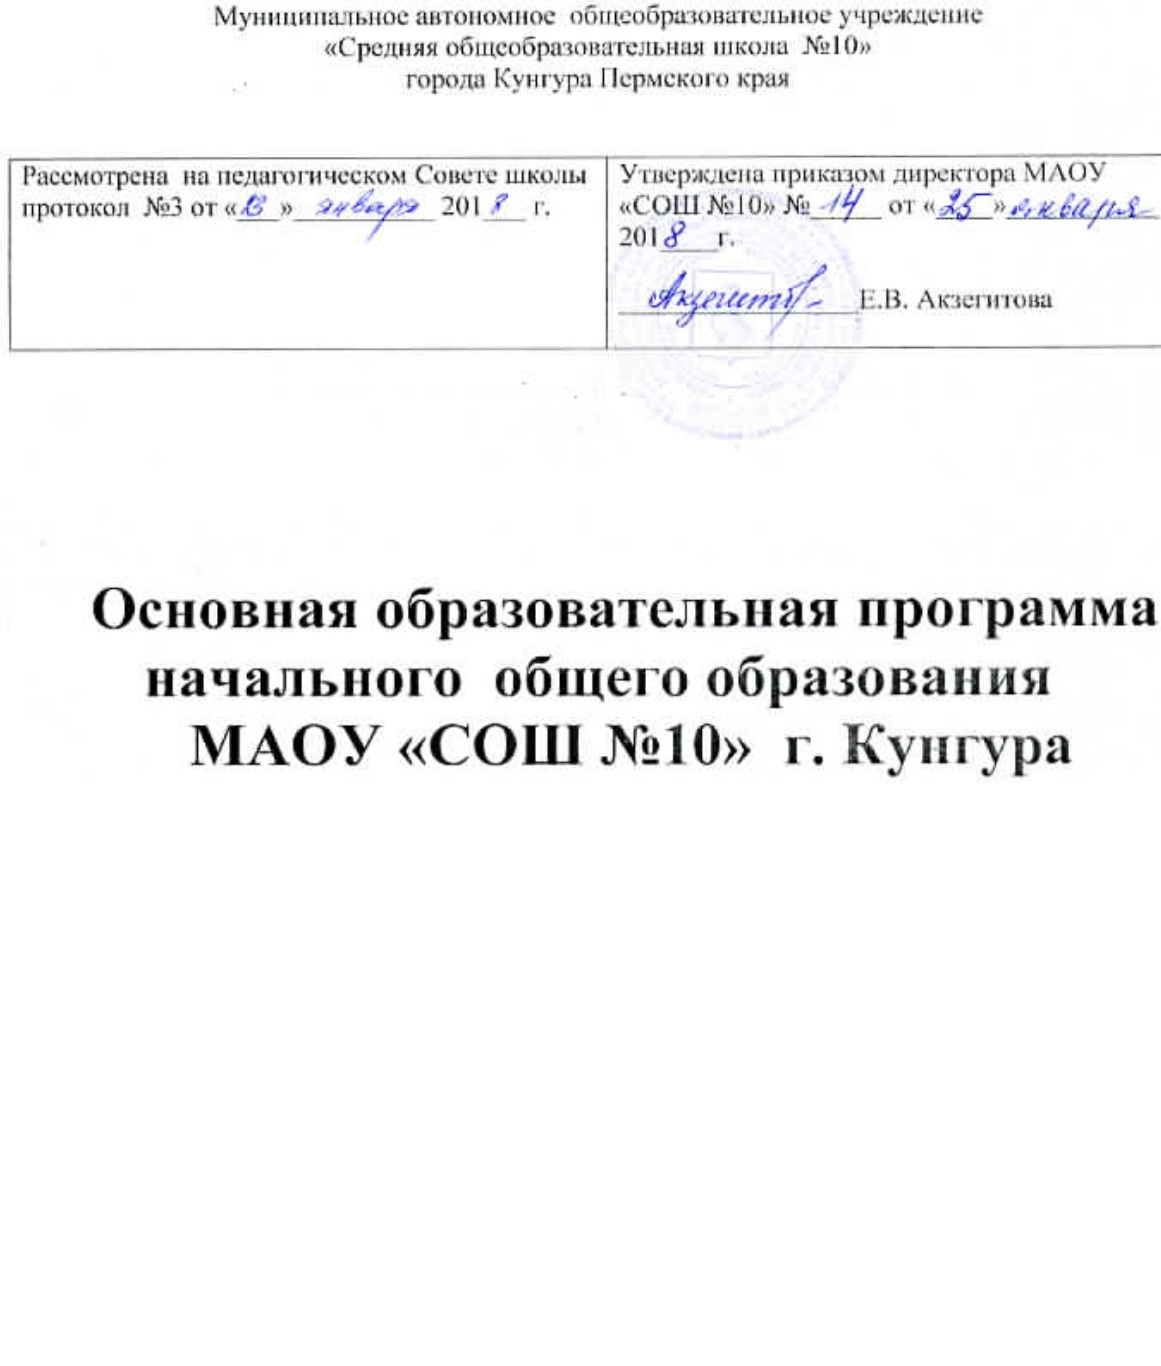 Муниципальное автономное общеобразовательное учреждение
«Средняя общеобразовательная школа №10»
города Кунгура Пермского края
Рассмотрена на педагогическом Совете школы
протокол №3 от «13» января 2018 г.
Утверждена приказом директора МАОУ
«СОШ №10» № 14 от «25» января
2018 г.
Е.В. Акзегитова
Основная образовательная программа
начального общего образования
МАОУ «СОШ №10» г. Кунгура